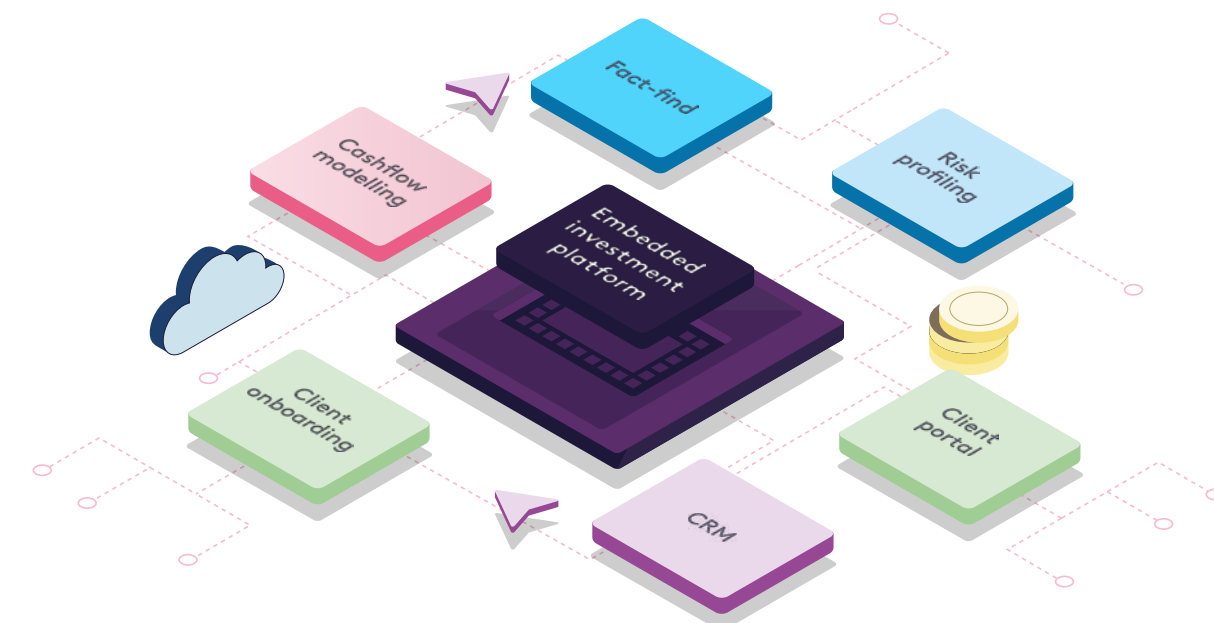 Fact-find
Cashflow
modelling
Risk
profiling
Embedded
investment
platform
Client
onboarding
Client
portal
CRM